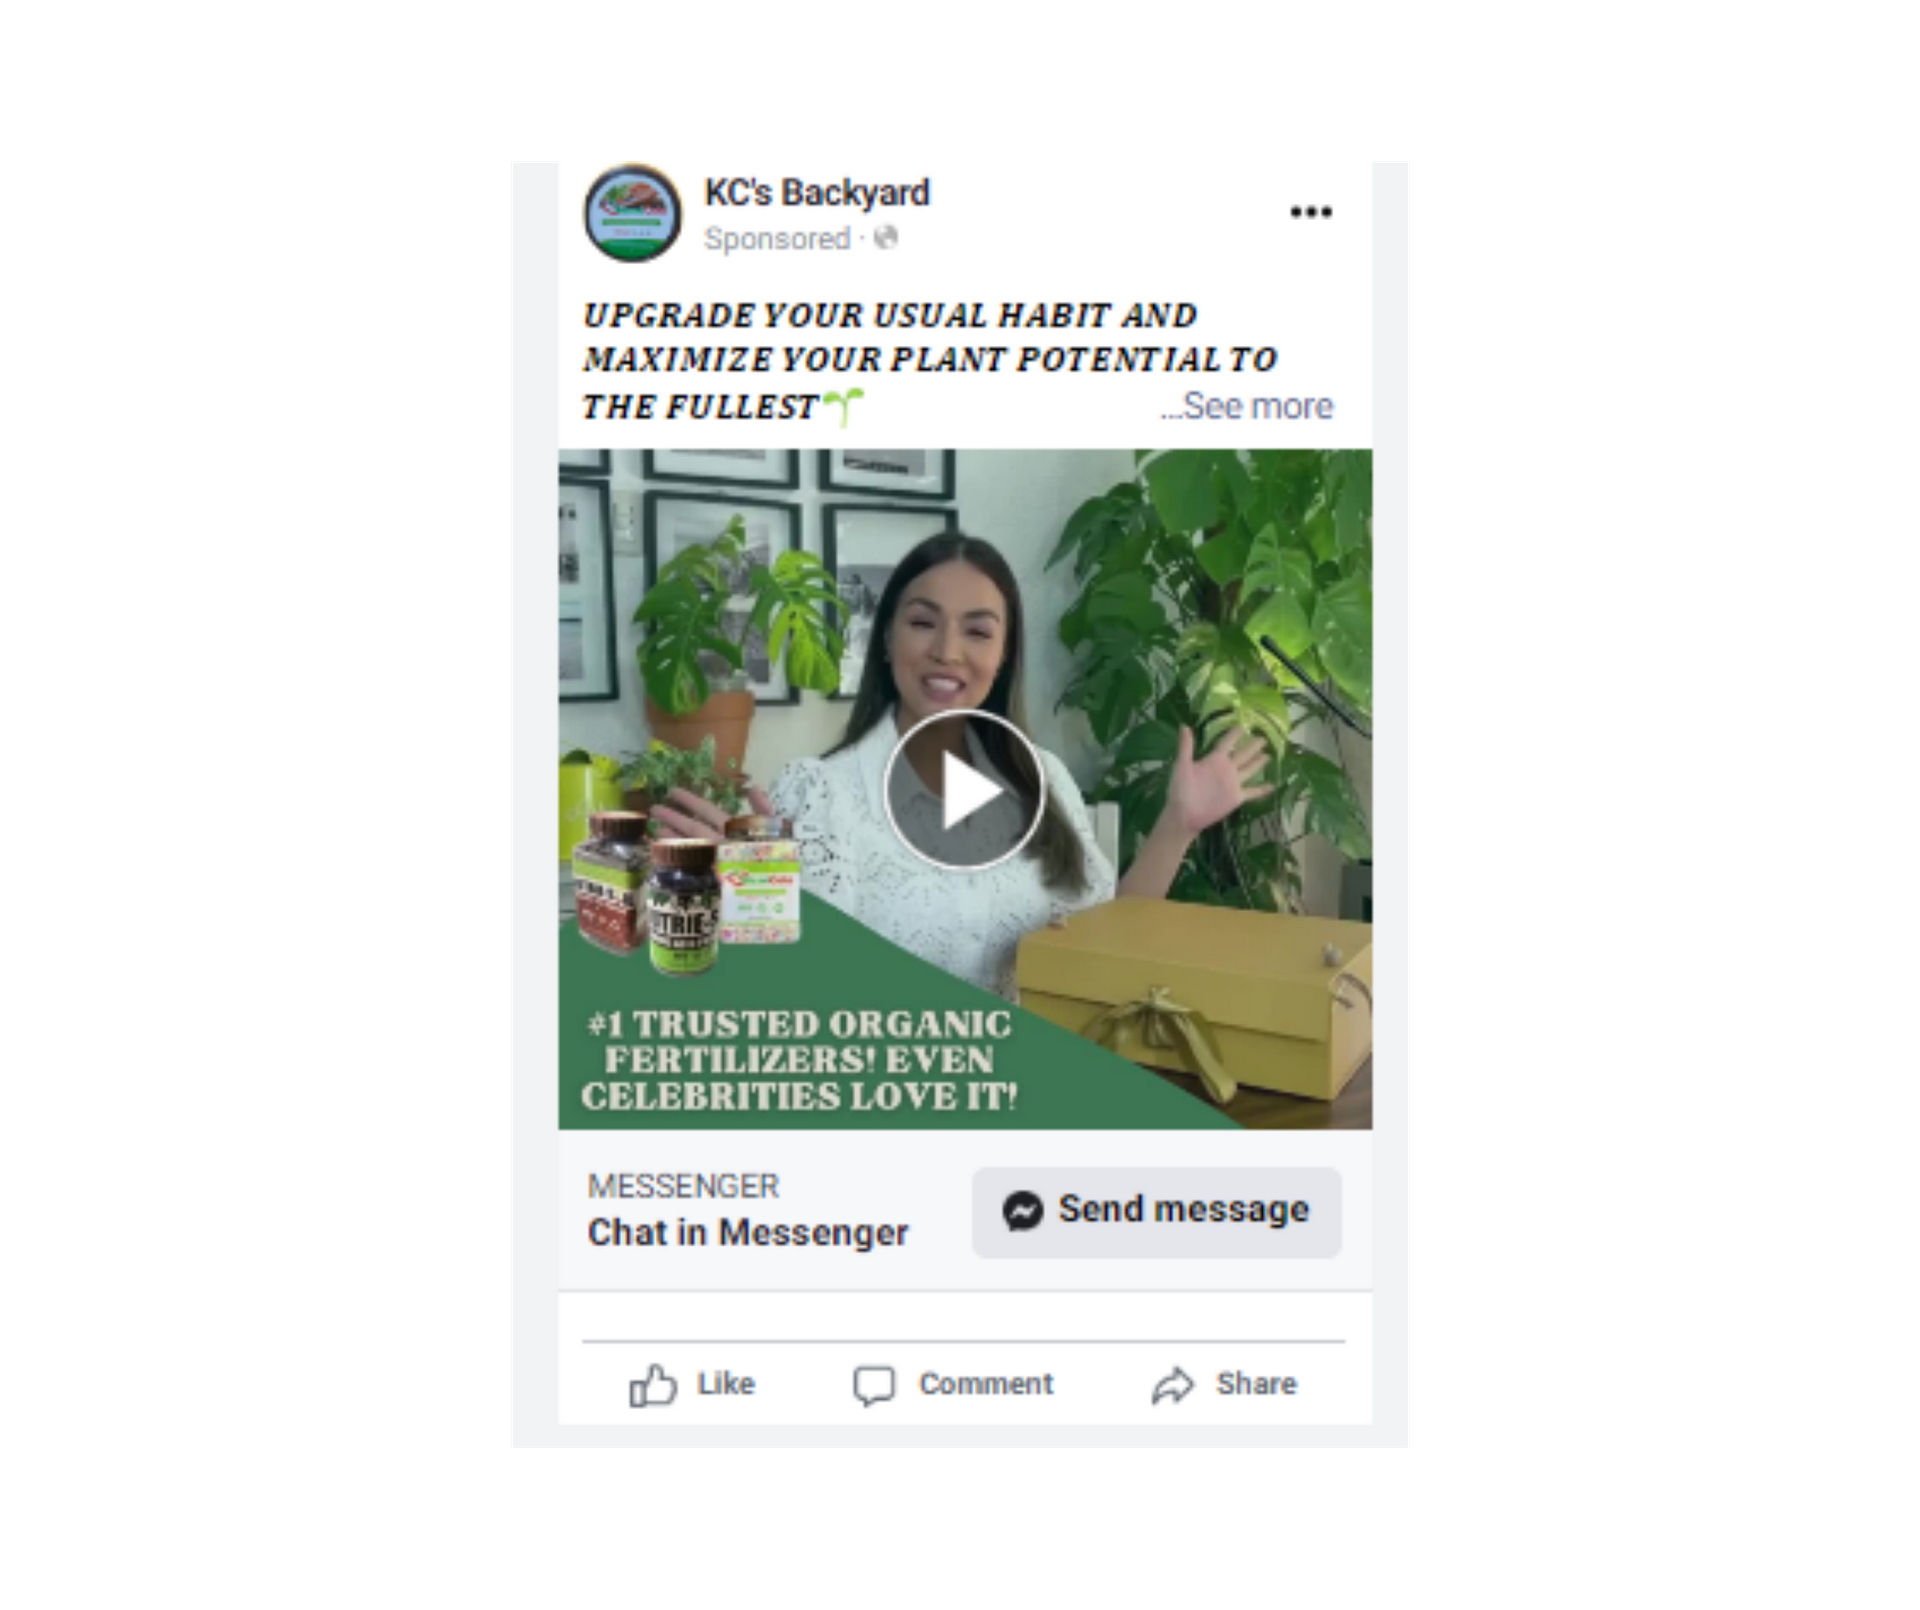 KC's Backyard
Sponsored ·
UPGRADE YOUR USUAL HABIT AND
MAXIMIZE YOUR PLANT POTENTIAL TO
THE FULLEST🌱 ...See more
#1 TRUSTED ORGANIC
FERTILIZERS! EVEN
CELEBRITIES LOVE IT!
MESSENGER
Chat in Messenger
Send message
Like Comment Share